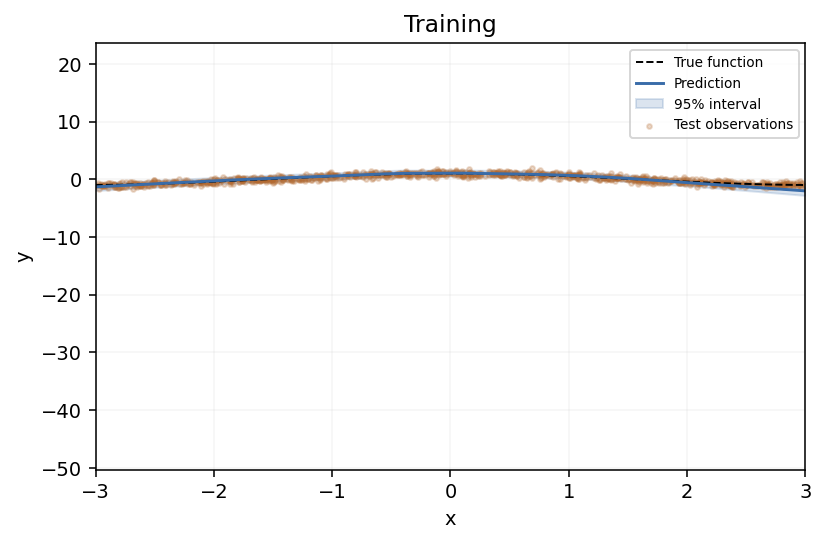 Training
20
10
0
−10
−20
−30
−40
−50
y
−3
−2
−1
0
1
2
3
x
True function
Prediction
95% interval
Test observations